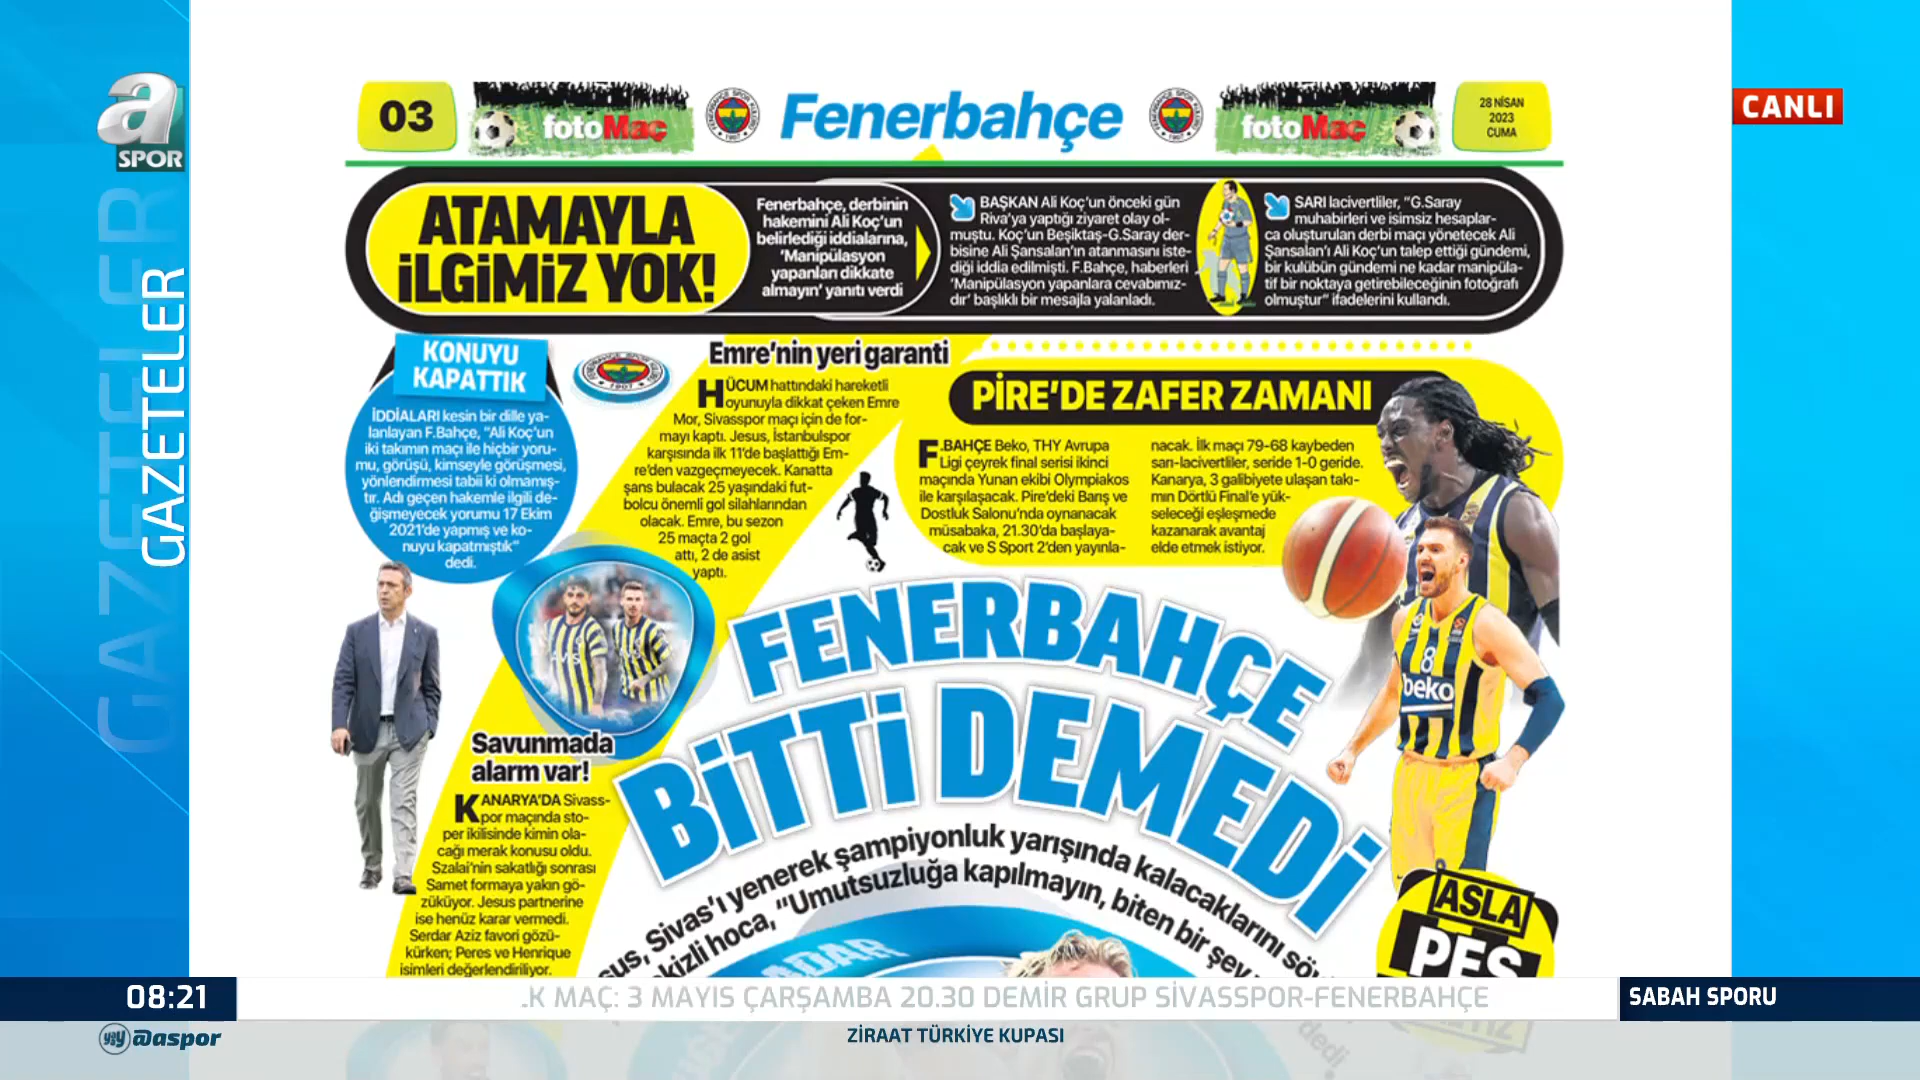 a
SPOR
GAZETELER
GAZETELER
CANLI
03
fotoMaç
Fenerbahçe
fotoMaç
28 NİSAN
2023
CUMA
ATAMAYLA
İLGİMİZ YOK!
Fenerbahçe, derbinin
hakemini Ali Koç'un
belirlediği iddialarına,
'Manipülasyon
yapanları dikkate
almayın' yanıtı verdi
BAŞKAN Ali Koç'un önceki gün
Riva'ya yaptığı ziyaret olay ol-
muştu. Koç'un Beşiktaş-G.Saray der-
bisine Ali Şansalan'ın atanmasını iste-
diği iddia edilmişti. F.Bahçe, haberleri
'Manipülasyon yapanlara cevabımız-
dır' başlıklı bir mesajla yalanladı.
SARI lacivertliler, "G.Saray
muhabirleri ve isimsiz hesaplar-
ca oluşturulan derbi maçı yönetecek Ali
Şansalan'ı Ali Koç'un talep ettiği gündemi,
bir kulübün gündemi ne kadar manipüla-
tif bir noktaya getirebileceğinin fotoğrafı
olmuştur" ifadelerini kullandı.
KONUYU
KAPATTIK
İDDİALARI kesin bir dille ya-
lanlayan F.Bahçe, "Ali Koç'un
iki takımın maçı ile hiçbir yoru-
mu, görüşü, kimseyle görüşmesi,
yönlendirmesi tabii ki olmamış-
tır. Adı geçen hakemle ilgili de-
ğişmeyecek yorumu 17 Ekim
2021'de yapmış ve ko-
nuyu kapatmıştık"
dedi.
Emre'nin yeri garanti
HÜCUM hattındaki hareketli
oyunuyla dikkat çeken Emre
Mor, Sivasspor maçı için de for-
mayı kaptı. Jesus, İstanbulspor
karşısında ilk 11'de başlattığı Em-
re'den vazgeçmeyecek. Kanatta
şans bulacak 25 yaşındaki fut-
bolcu önemli gol silahlarından
olacak. Emre, bu sezon
25 maçta 2 gol
attı, 2 de asist
yaptı.
PİRE'DE ZAFER ZAMANI
F.BAHÇE Beko, THY Avrupa
Ligi çeyrek final serisi ikinci
maçında Yunan ekibi Olympiakos
ile karşılaşacak. Pire'deki Barış ve
Dostluk Salonu'nda oynanacak
müsabaka, 21.30'da başlaya-
cak ve S Sport 2'den yayınla-
nacak. İlk maçı 79-68 kaybeden
sarı-lacivertliler, seride 1-0 geride.
Kanarya, 3 galibiyete ulaşan takı-
mın Dörtlü Final'e yük-
seleceği eşleşmede
kazanarak avantaj
elde etmek istiyor.
8
beko
Savunmada
alarm var!
KANARYA'DA Sivass-
por maçında sto-
per ikilisinde kimin ola-
cağı merak konusu oldu.
Szalai'nin sakatlığı sonrası
Samet formaya yakın gö-
züküyor. Jesus partnerine
ise henüz karar vermedi.
Serdar Aziz favori gözü-
kürken; Peres ve Henrique
isimleri değerlendiriliyor.
FENERBAHÇE
BİTTİ DEMEDİ
sus, Sivas'ı yenerek şampiyonluk yarışında kalacaklarını söy
kizli hoca, "Umutsuzluğa kapılmayın, biten bir şey
ADAR
ASLA
PES
dedi
08:21
.K MAÇ: 3 MAYIS ÇARŞAMBA 20.30 DEMİR GRUP SİVASSPOR-FENERBAHÇE
SABAH SPORU
@aspor
ZİRAAT TÜRKİYE KUPASI